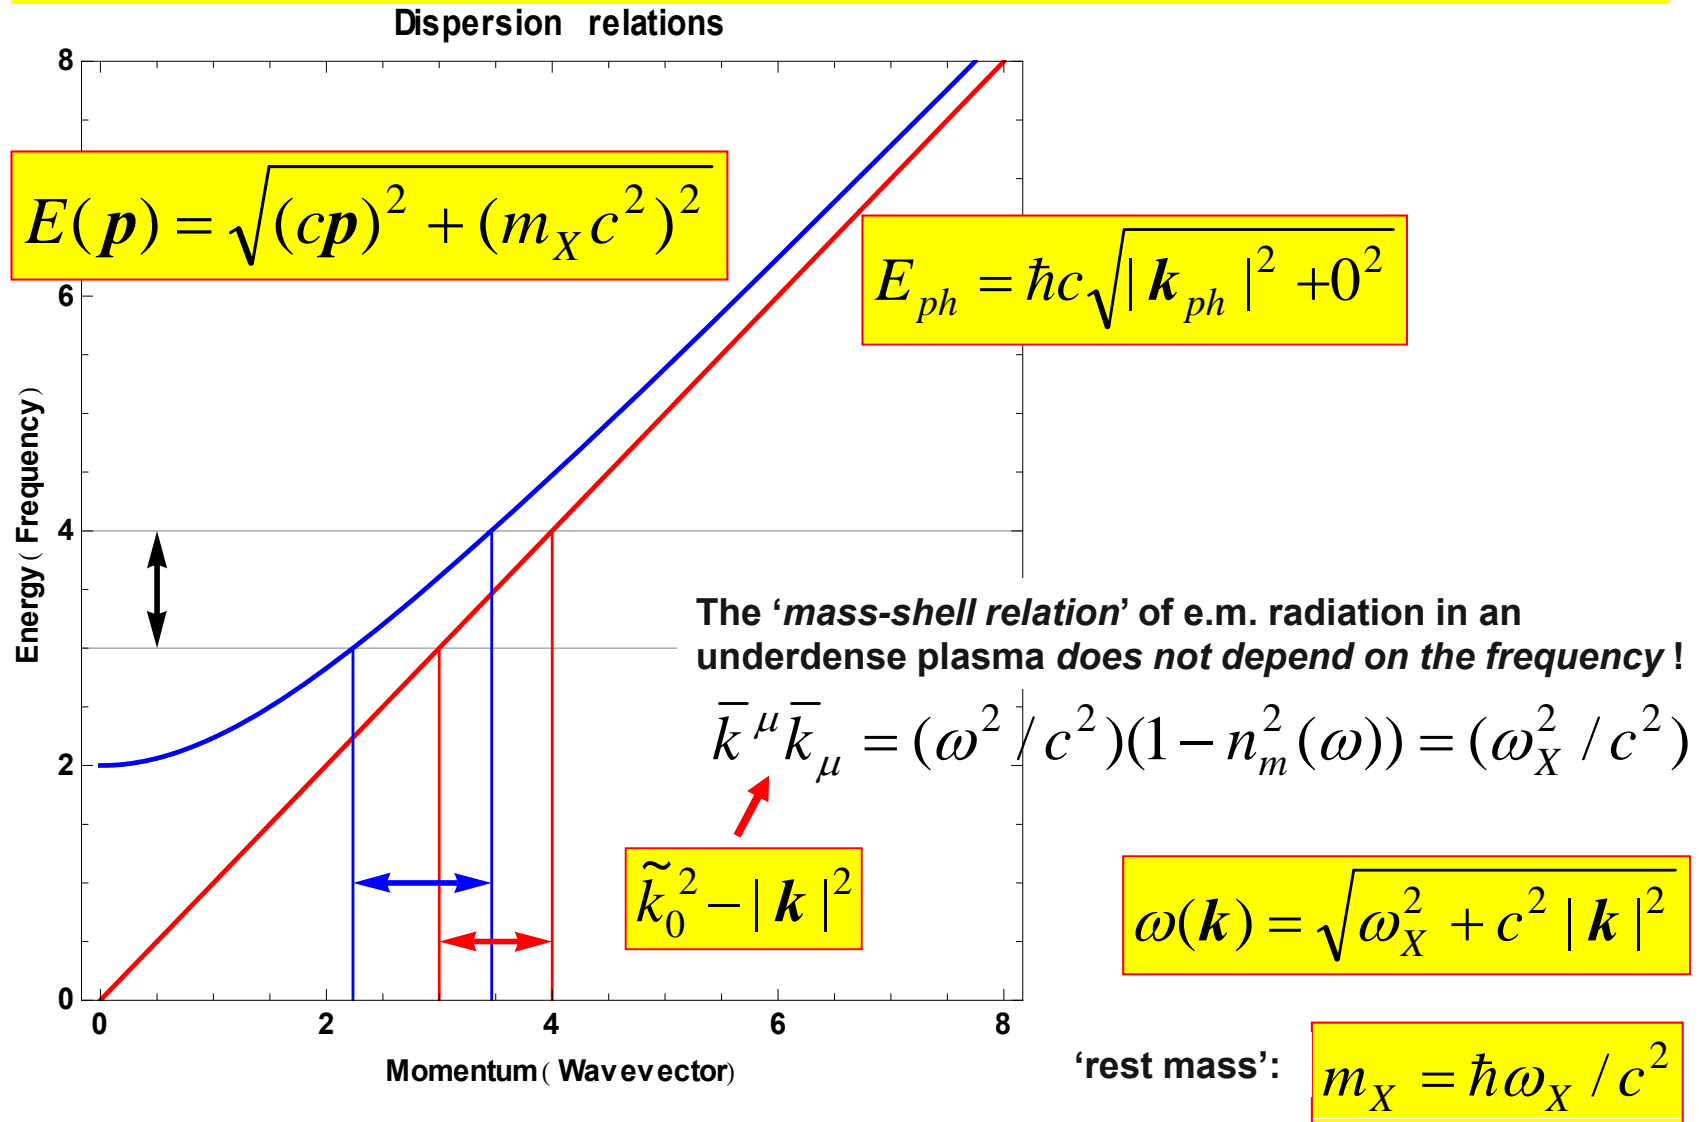 Dispersion relations
8
E(p) = √(cp)² + (m_X c²)²
E_ph = ħc√|k_ph|² +0²
6
Energy ( Frequency)
4
The ‘mass-shell relation’ of e.m. radiation in an
underdense plasma does not depend on the frequency !
k̅^μ k̅_μ = (ω² / c²)(1 − n_m²(ω)) = (ω_X² / c²)
2
k̃₀² − | k |²
ω(k) = √ω_X² + c² | k |²
0
0 2 4 6 8
Momentum ( Wavevector)
‘rest mass’: m_X = ħω_X / c²